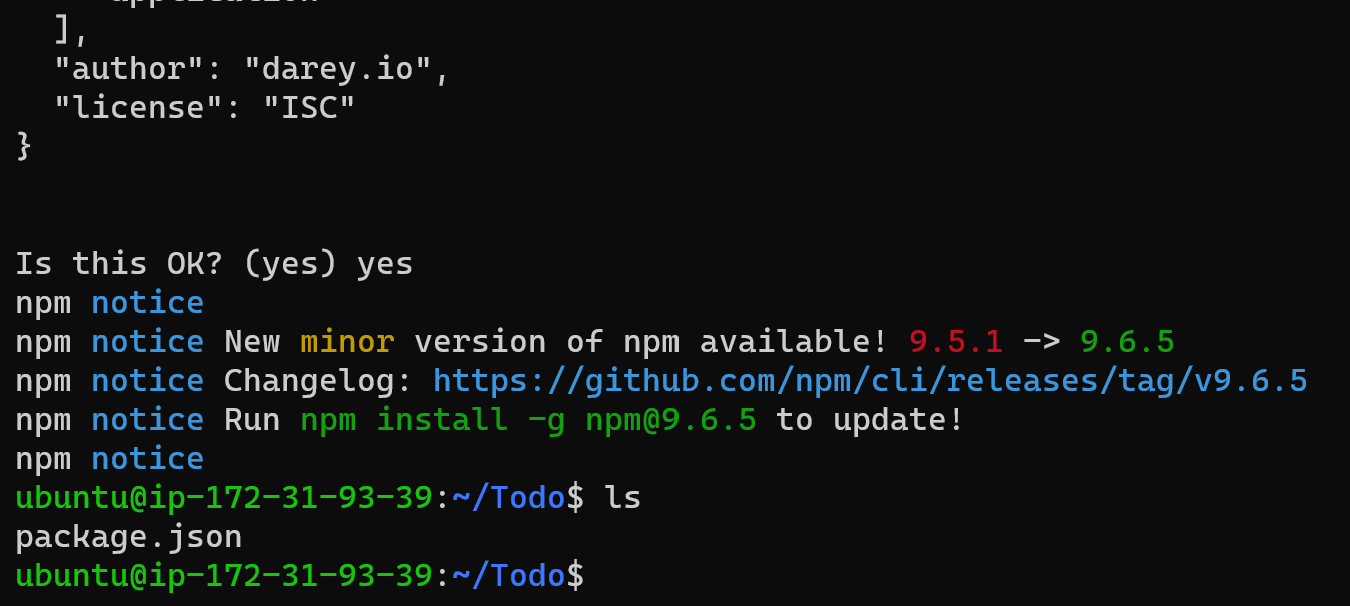 ],
"author": "darey.io",
"license": "ISC"
}
Is this OK? (yes) yes
npm notice
npm notice New minor version of npm available! 9.5.1 -> 9.6.5
npm notice Changelog: https://github.com/npm/cli/releases/tag/v9.6.5
npm notice Run npm install -g npm@9.6.5 to update!
npm notice
ubuntu@ip-172-31-93-39:~/Todo$ ls
package.json
ubuntu@ip-172-31-93-39:~/Todo$